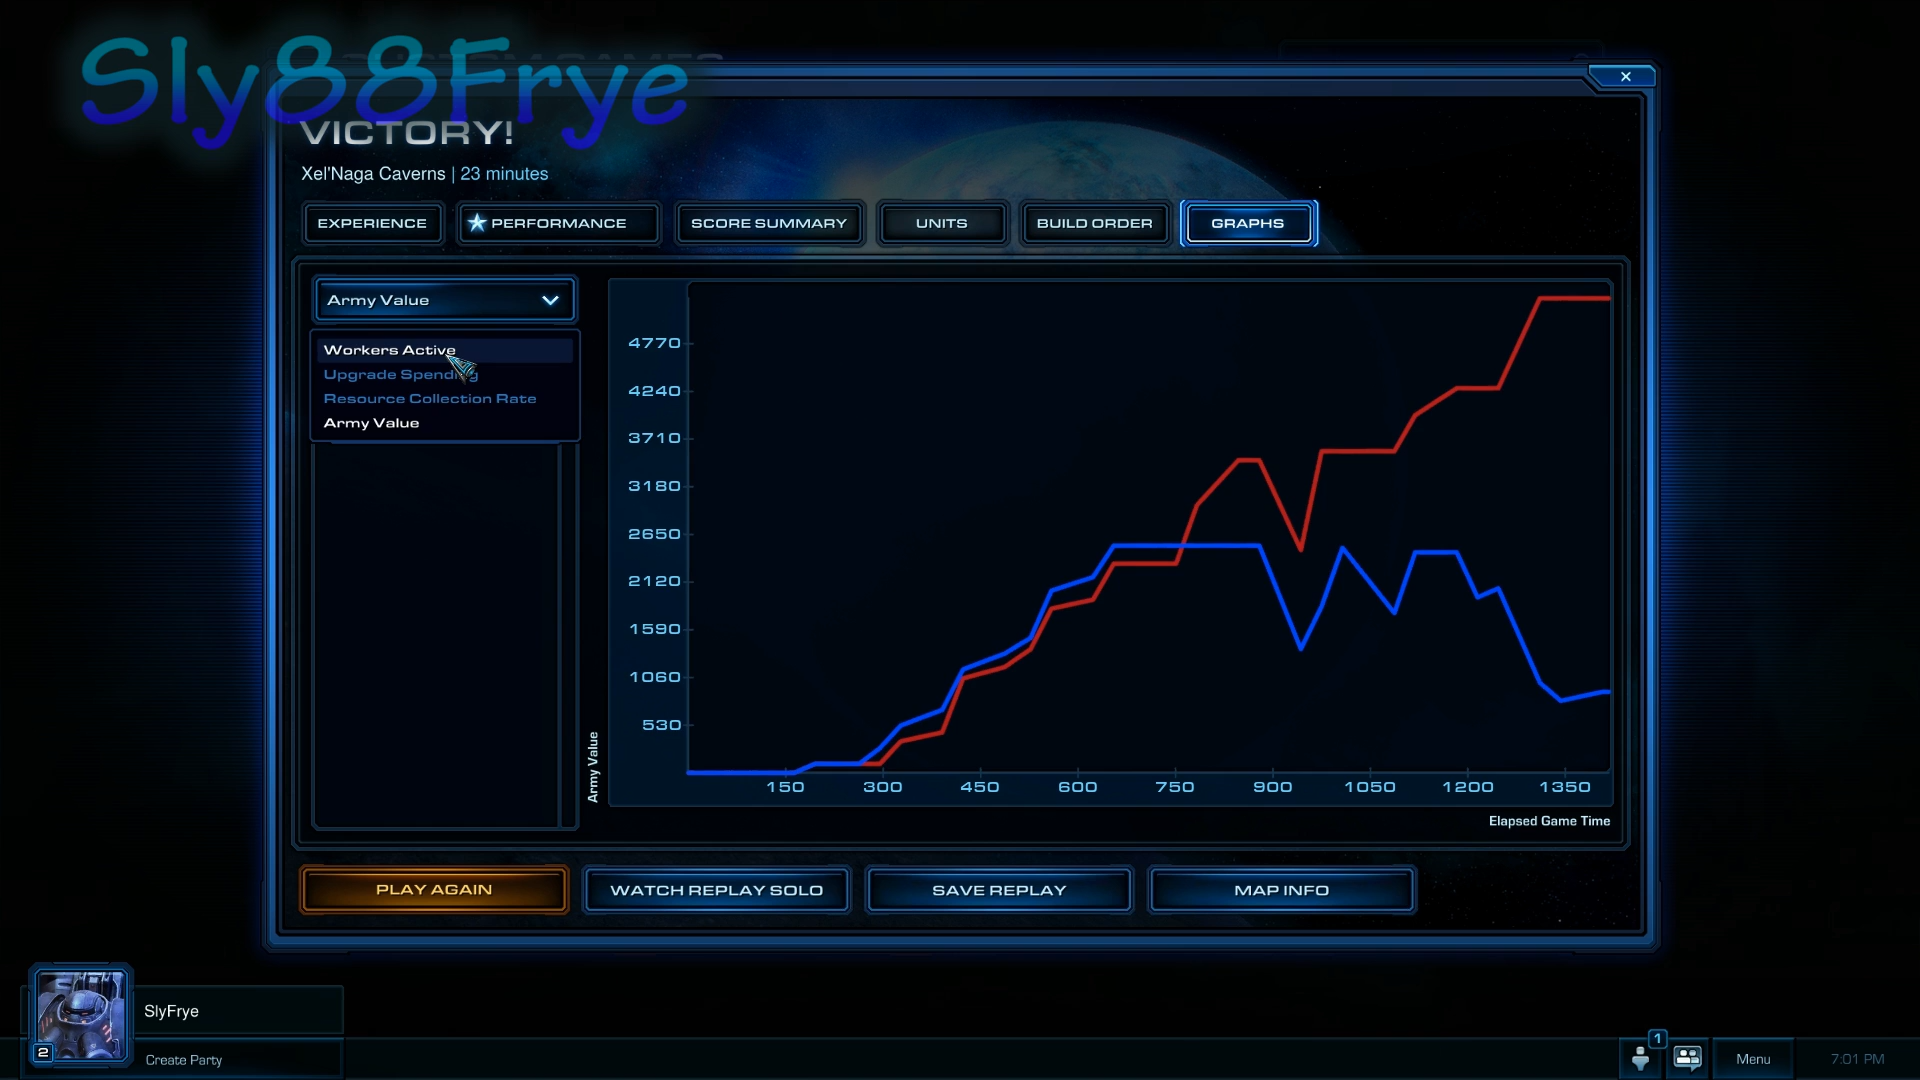 Sly88Frye
VICTORY!
Xel'Naga Caverns | 23 minutes
EXPERIENCE
PERFORMANCE
SCORE SUMMARY
UNITS
BUILD ORDER
GRAPHS
Army Value
Workers Active
Upgrade Spending
Resource Collection Rate
Army Value
4770
4240
3710
3180
2650
2120
1590
1060
530
Army Value
150 300 450 600 750 900 1050 1200 1350
Elapsed Game Time
PLAY AGAIN
WATCH REPLAY SOLO
SAVE REPLAY
MAP INFO
SlyFrye
2
Create Party
1
Menu
7:01 PM